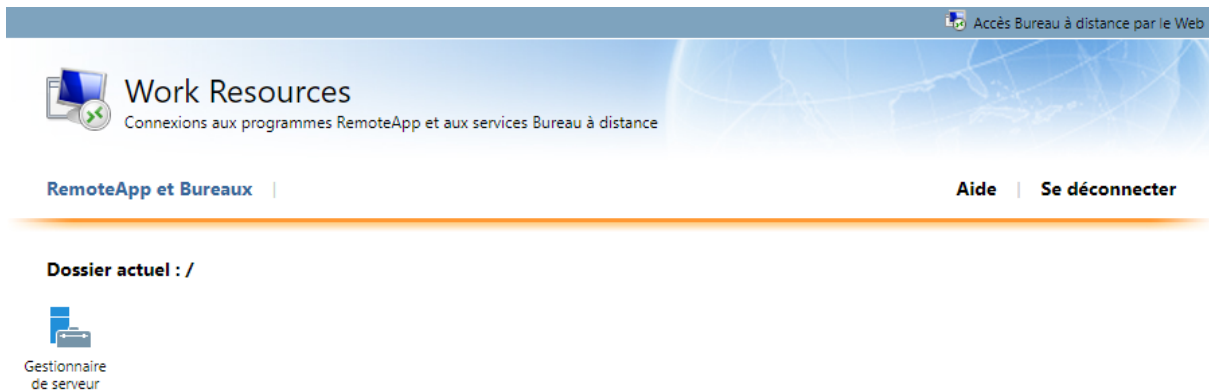 Accès Bureau à distance par le Web
Work Resources
Connexions aux programmes RemoteApp et aux services Bureau à distance
RemoteApp et Bureaux | Aide | Se déconnecter
Dossier actuel : /
Gestionnaire
de serveur